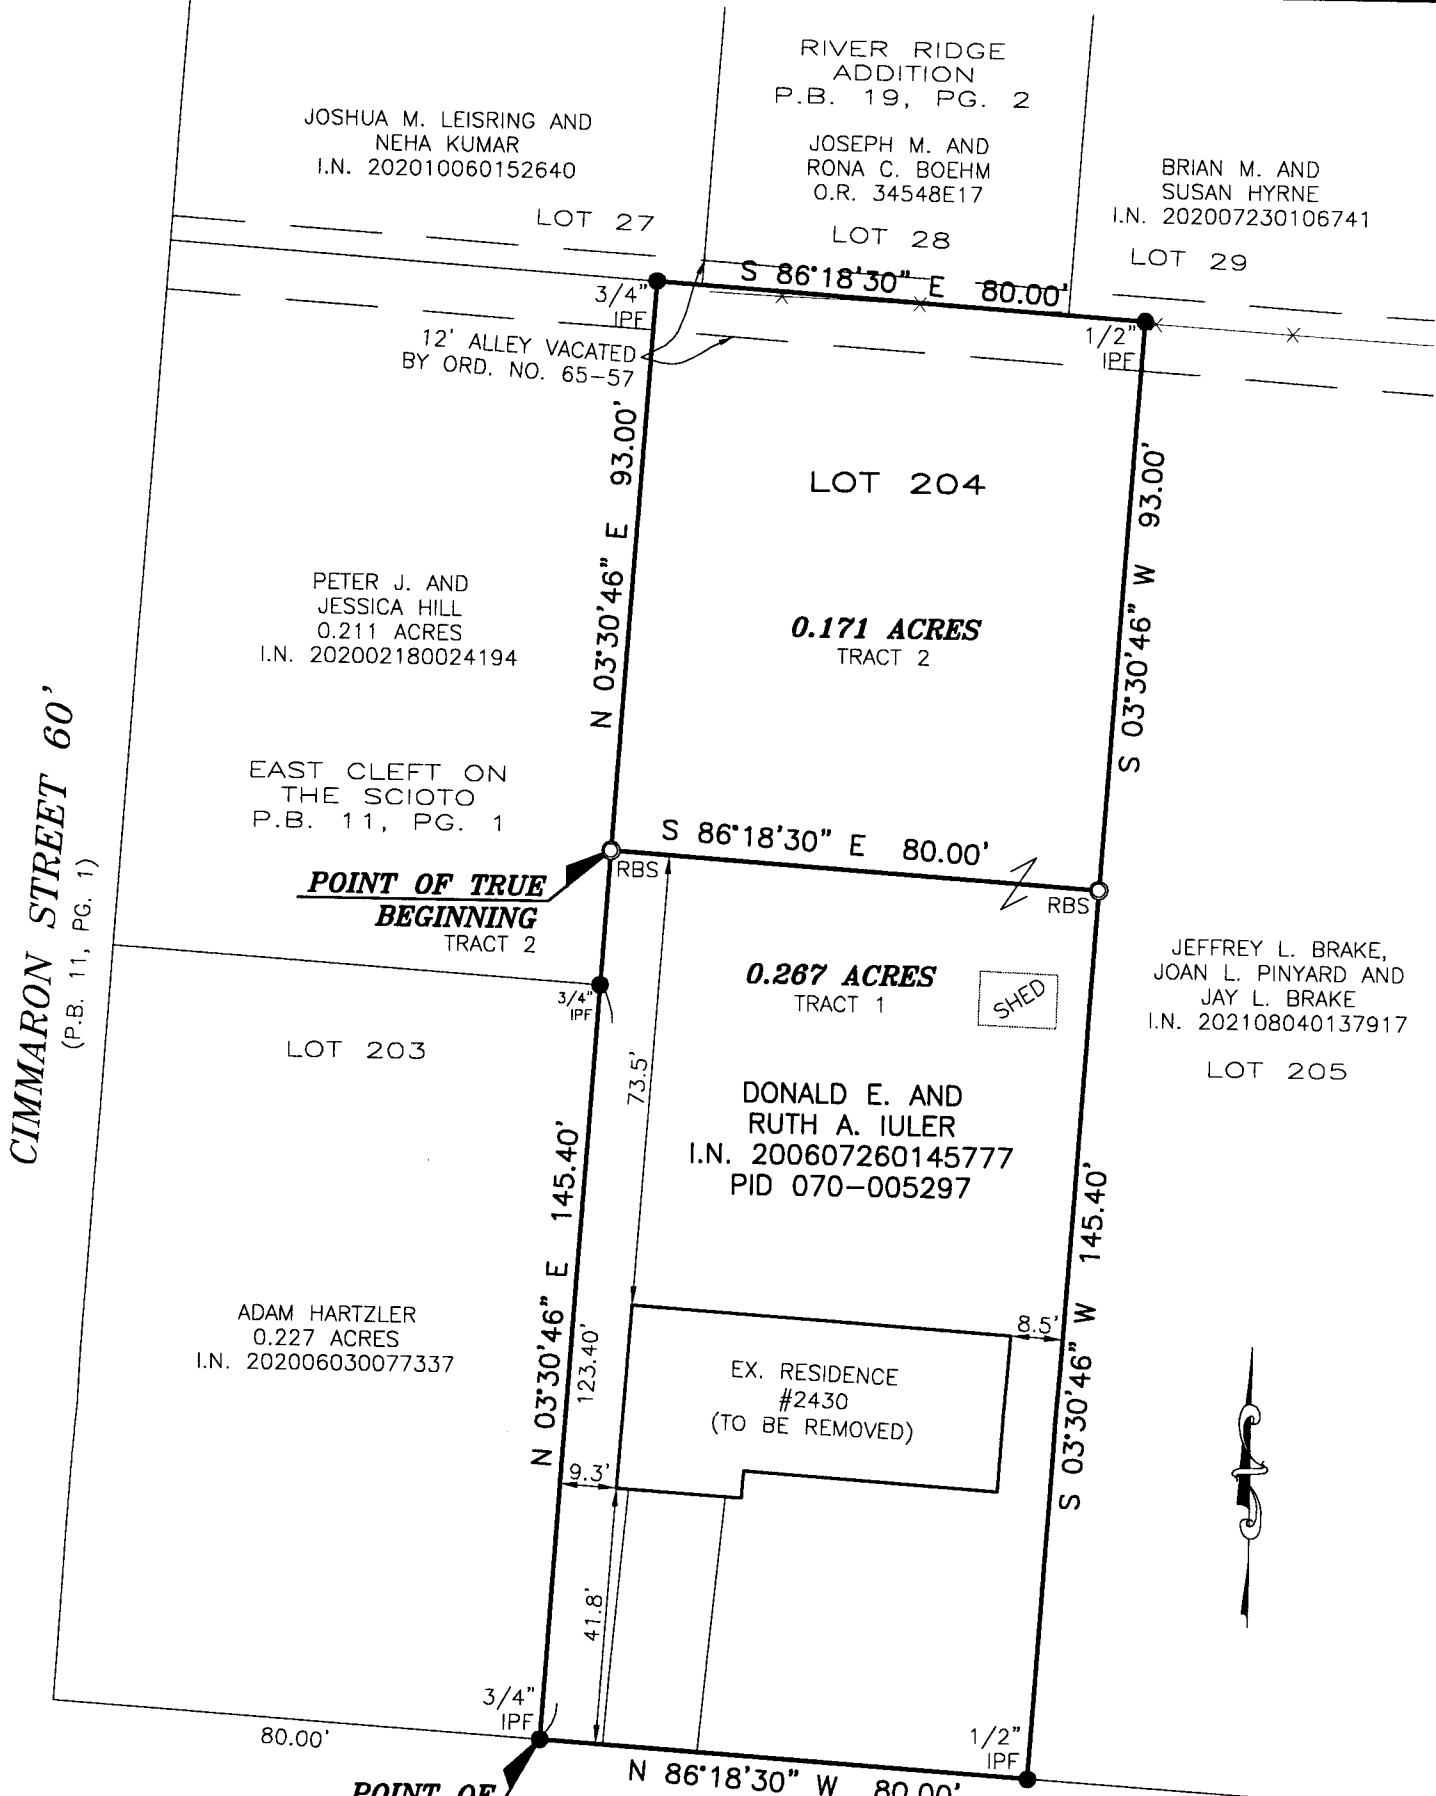 RIVER RIDGE
ADDITION
P.B. 19, PG. 2
JOSHUA M. LEISRING AND
NEHA KUMAR
I.N. 202010060152640
LOT 27
JOSEPH M. AND
RONA C. BOEHM
O.R. 34548E17
LOT 28
BRIAN M. AND
SUSAN HYRNE
I.N. 202007230106741
LOT 29
S 86°18'30" E 80.00'
3/4"
IPF
1/2"
IPF
12' ALLEY VACATED
BY ORD. NO. 65-57
N 03°30'46" E 93.00'
S 03°30'46" W 93.00'
LOT 204
0.171 ACRES
TRACT 2
PETER J. AND
JESSICA HILL
0.211 ACRES
I.N. 202002180024194
EAST CLEFT ON
THE SCIOTO
P.B. 11, PG. 1
CIMMARON STREET 60'
(P.B. 11, PG. 1)
S 86°18'30" E 80.00'
RBS
RBS
POINT OF TRUE
BEGINNING
TRACT 2
3/4"
IPF
0.267 ACRES
TRACT 1
SHED
JEFFREY L. BRAKE,
JOAN L. PINYARD AND
JAY L. BRAKE
I.N. 202108040137917
LOT 205
LOT 203
73.5'
DONALD E. AND
RUTH A. IULER
I.N. 200607260145777
PID 070-005297
N 03°30'46" E 145.40'
123.40'
S 03°30'46" W 145.40'
ADAM HARTZLER
0.227 ACRES
I.N. 202006030077337
8.5'
EX. RESIDENCE
#2430
(TO BE REMOVED)
9.3'
41.8'
3/4"
IPF
80.00'
1/2"
IPF
N 86°18'30" W 80.00'
POINT OF